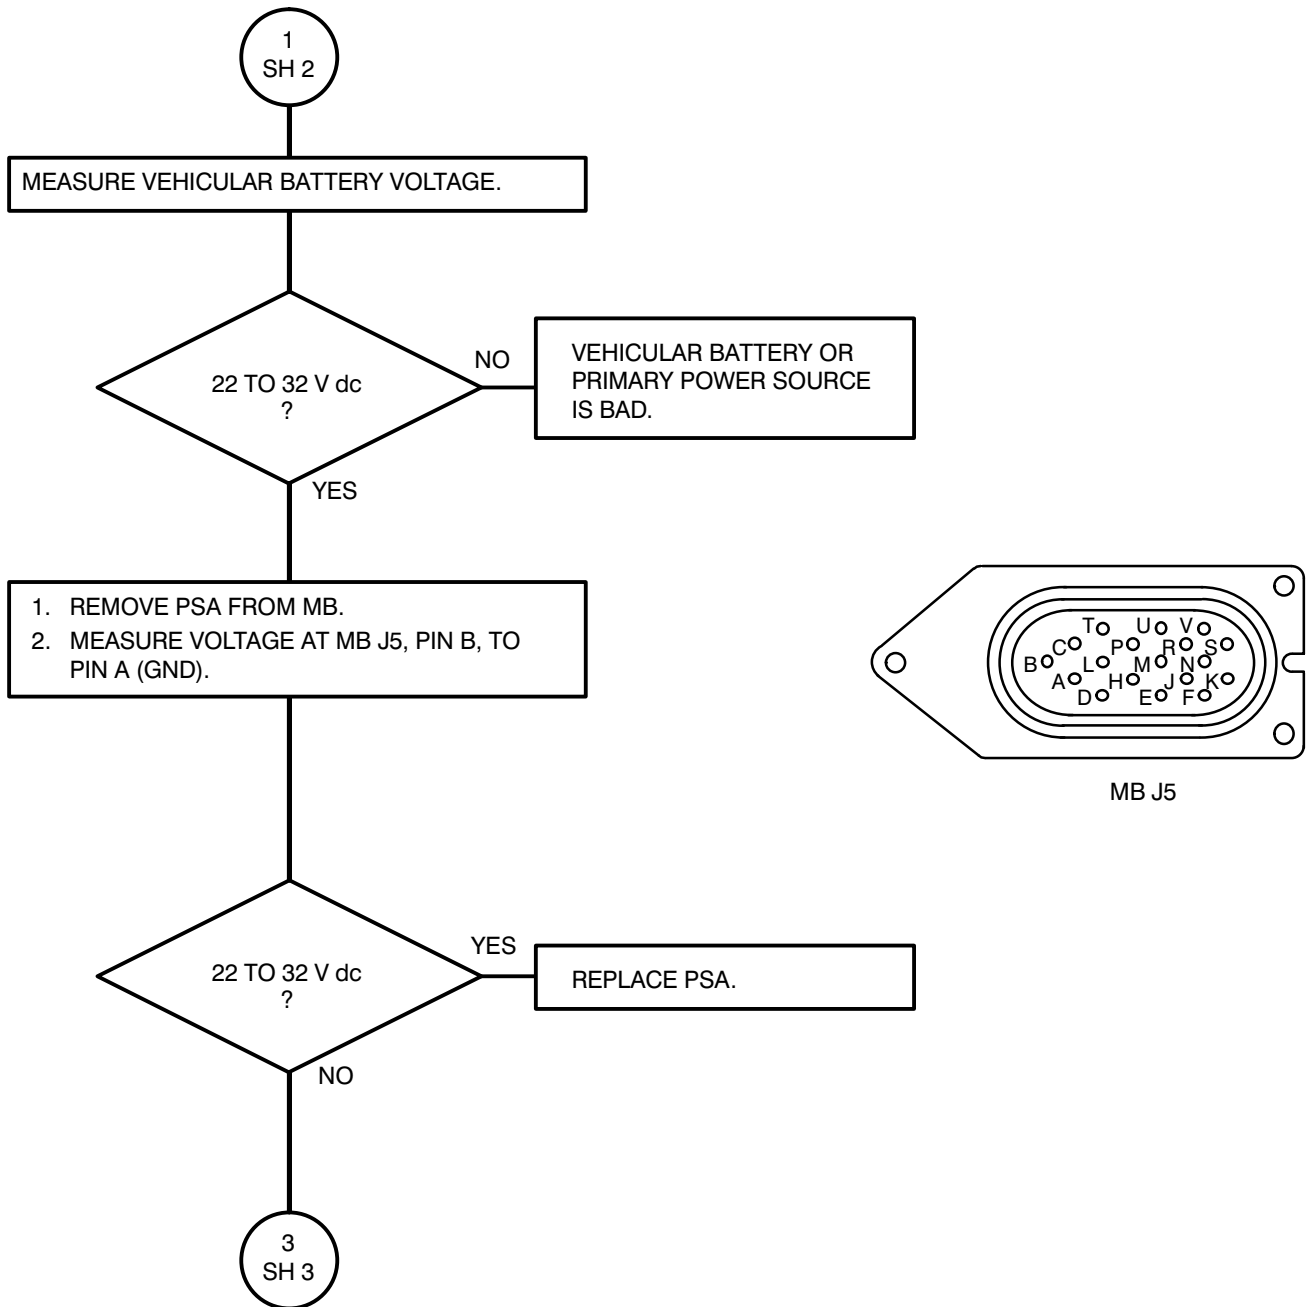 1
SH 2
MEASURE VEHICULAR BATTERY VOLTAGE.
22 TO 32 V dc
?
NO
VEHICULAR BATTERY OR
PRIMARY POWER SOURCE
IS BAD.
YES
1. REMOVE PSA FROM MB.
2. MEASURE VOLTAGE AT MB J5, PIN B, TO
PIN A (GND).
T U V
C P R S
B L M N
A H J K
D E F
MB J5
22 TO 32 V dc
?
YES
REPLACE PSA.
NO
3
SH 3